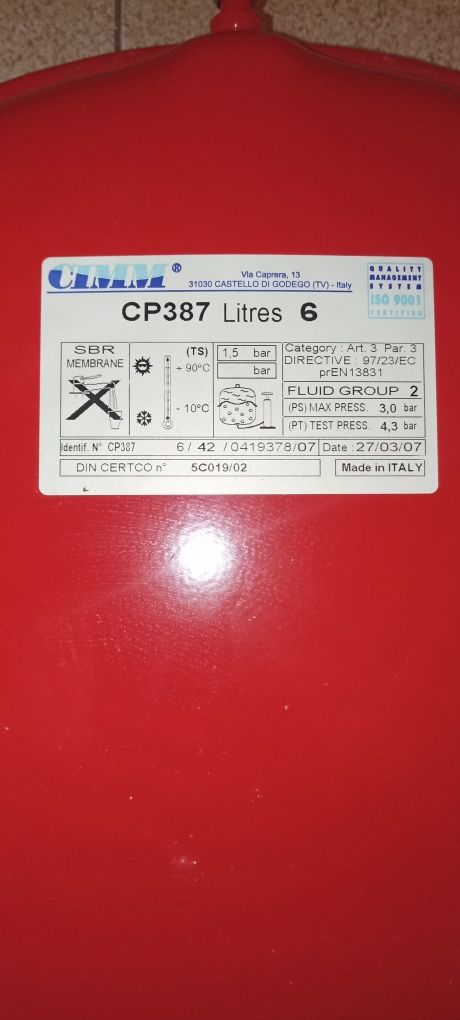 CIMM®
Via Caprera, 13
31030 CASTELLO DI GODEGO (TV) - Italy
QUALITY
MANAGEMENT
SYSTEM
ISO 9001
CERTIFIED
CP387 Litres 6
SBR
MEMBRANE
(TS)
+ 90°C
- 10°C
1,5 bar
bar
Category : Art. 3 Par. 3
DIRECTIVE : 97/23/EC
prEN13831
FLUID GROUP 2
(PS) MAX PRESS. 3,0 bar
(PT) TEST PRESS. 4,3 bar
Identif. N° CP387 6/ 42 /0419378/07 Date : 27/03/07
DIN CERTCO n° 5C019/02 Made in ITALY